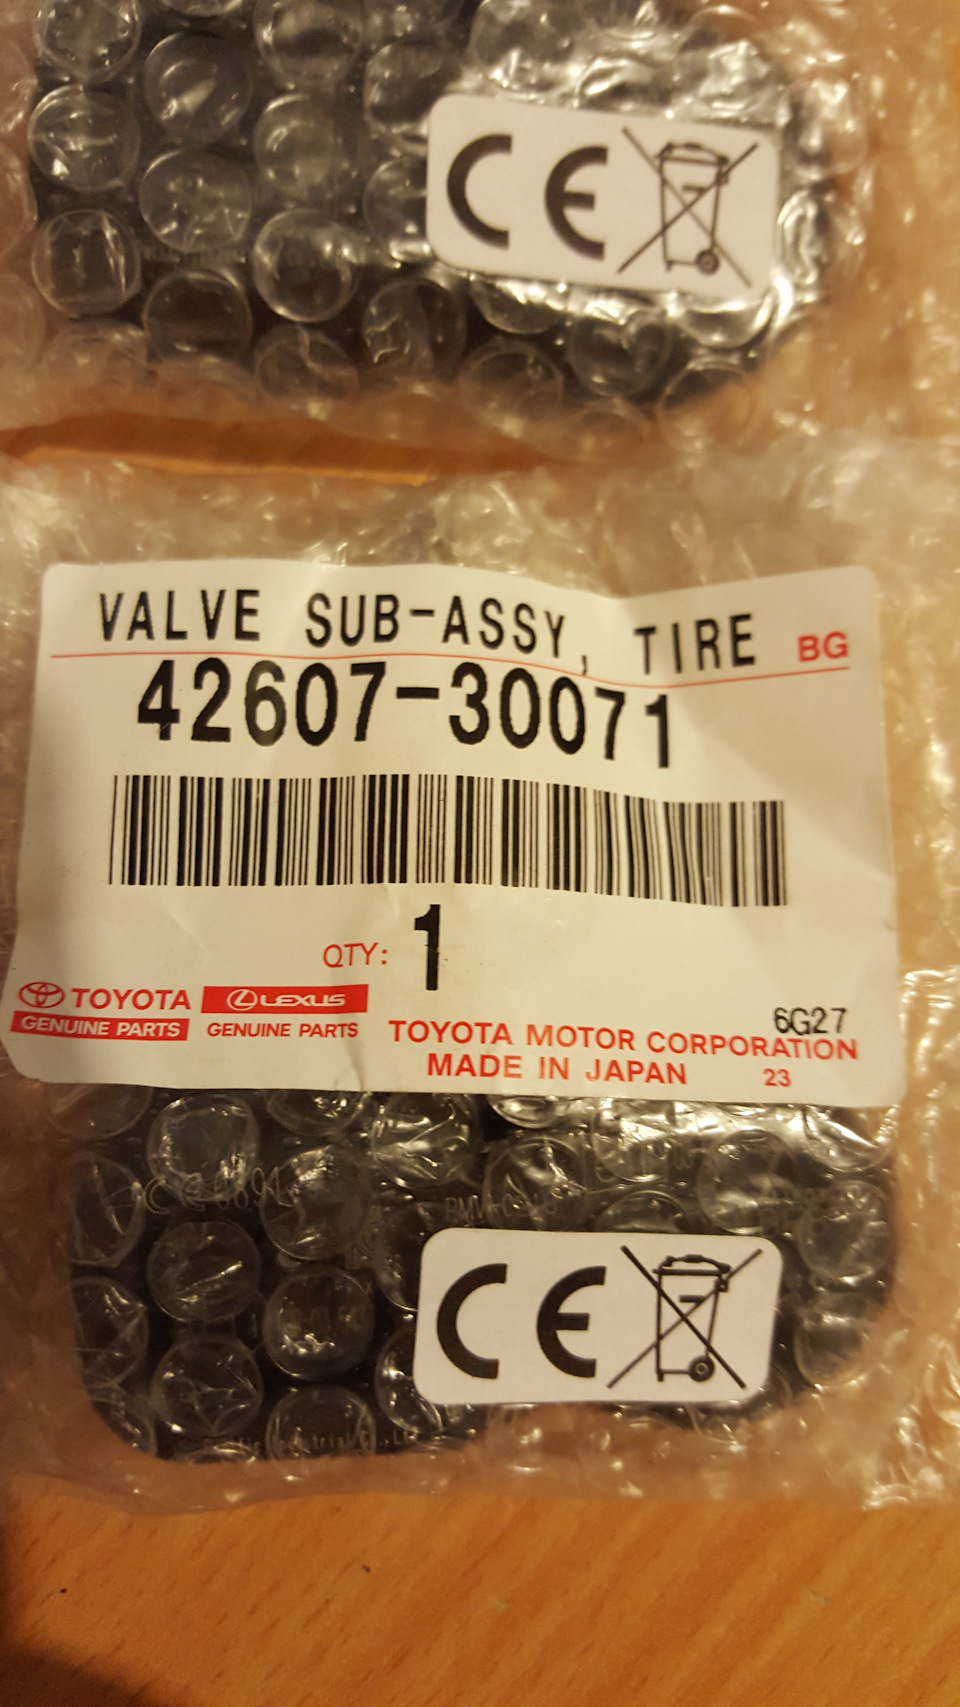 CE
VALVE SUB-ASSY, TIRE BG
42607-30071
QTY: 1
TOYOTA
GENUINE PARTS
LEXUS
GENUINE PARTS
6G27
TOYOTA MOTOR CORPORATION
MADE IN JAPAN 23
CE